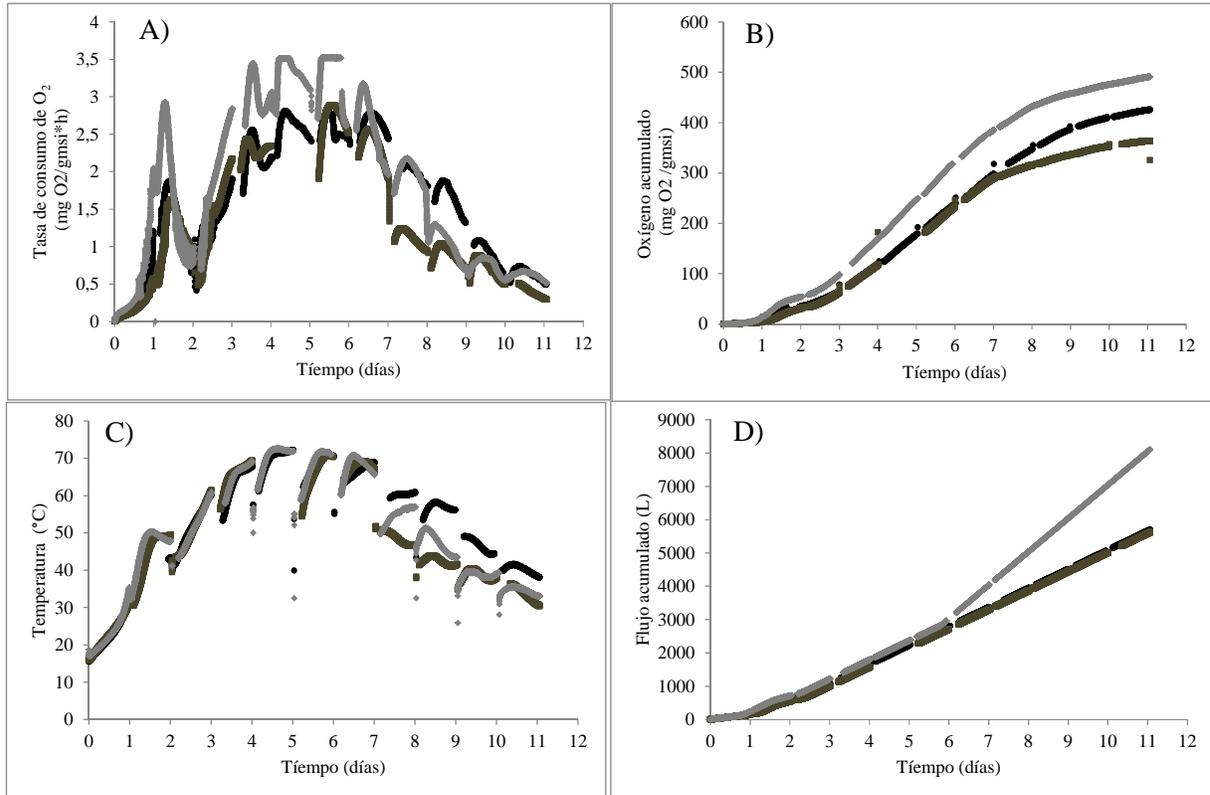 A)
Tasa de consumo de O2
(mg O2/gmsi*h)
4
3,5
3
2,5
2
1,5
1
0,5
0
0 1 2 3 4 5 6 7 8 9 10 11 12
Tíempo (días)
B)
Oxígeno acumulado
(mg O2 /gmsi)
600
500
400
300
200
100
0
0 1 2 3 4 5 6 7 8 9 10 11 12
Tíempo (días)
C)
Temperatura (°C)
80
70
60
50
40
30
20
10
0
0 1 2 3 4 5 6 7 8 9 10 11 12
Tíempo (días)
D)
Flujo acumulado (L)
9000
8000
7000
6000
5000
4000
3000
2000
1000
0
0 1 2 3 4 5 6 7 8 9 10 11 12
Tíempo (días)